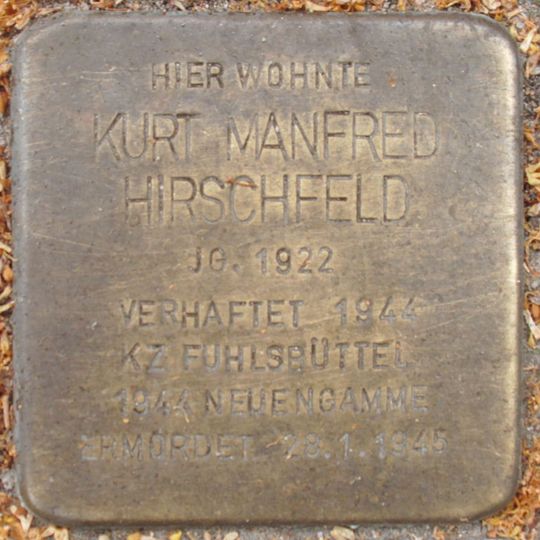 HIER WOHNTE
KURT MANFRED
HIRSCHFELD
JG. 1922
VERHAFTET 1944
KZ FUHLSBÜTTEL
1944 NEUENGAMME
ERMORDET 28.1.1945